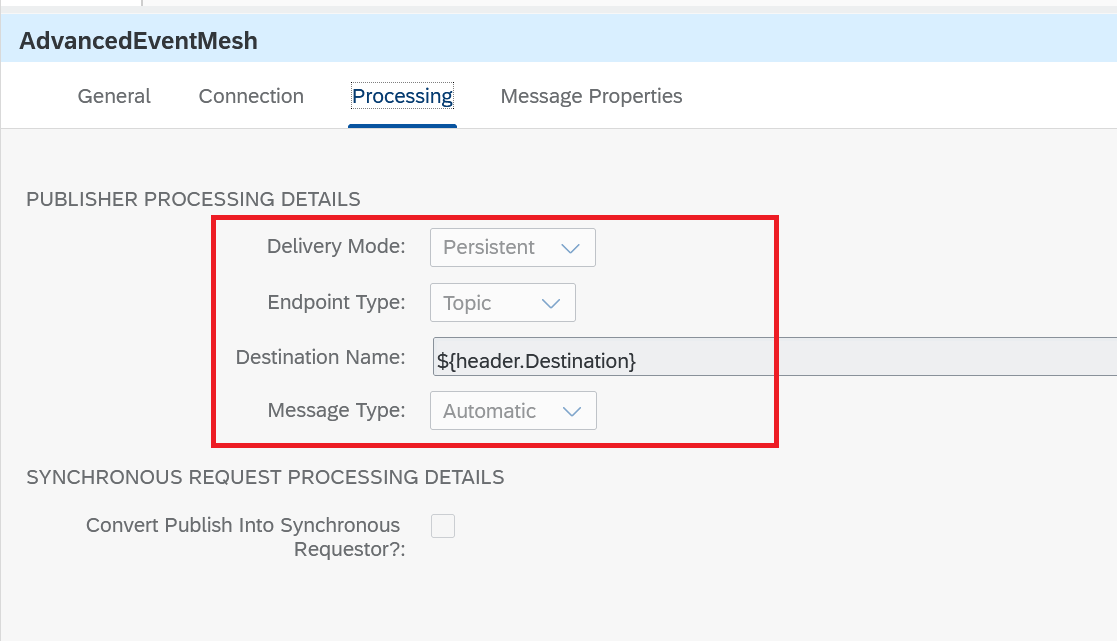 AdvancedEventMesh
General Connection Processing Message Properties
PUBLISHER PROCESSING DETAILS
Delivery Mode: Persistent
Endpoint Type: Topic
Destination Name: ${header.Destination}
Message Type: Automatic
SYNCHRONOUS REQUEST PROCESSING DETAILS
Convert Publish Into Synchronous
Requestor?: